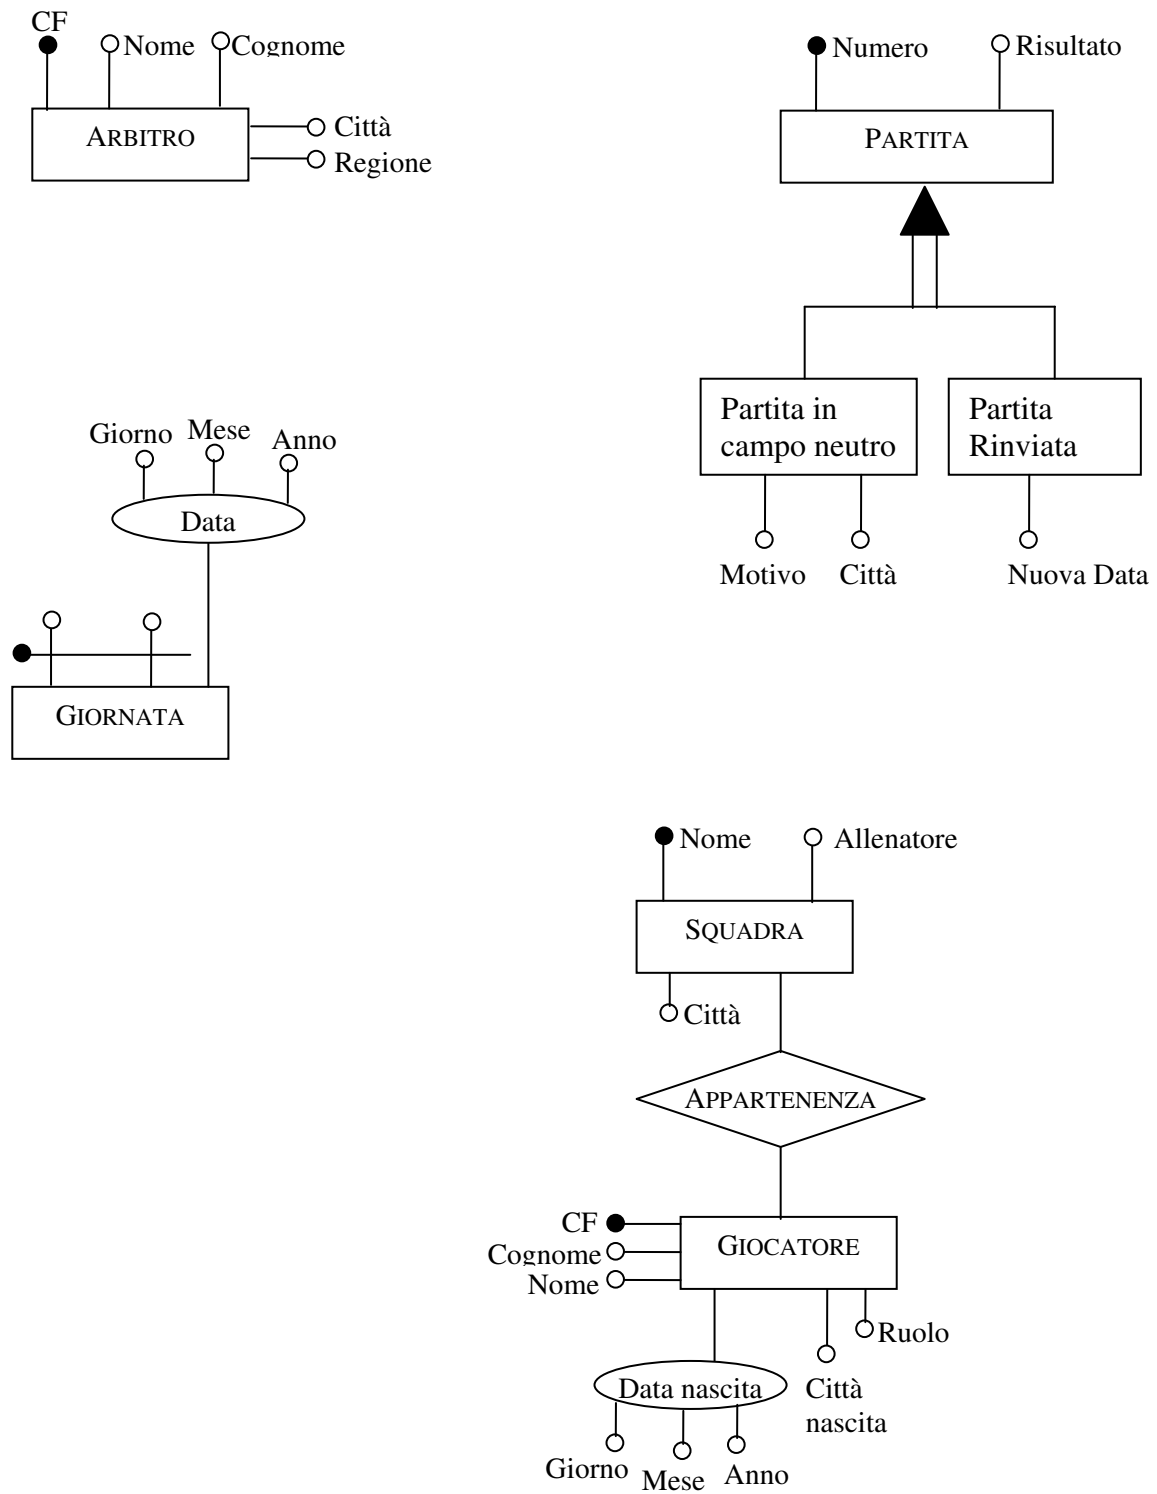 CF
Nome
Cognome
ARBITRO
Città
Regione
Numero
Risultato
PARTITA
Partita in
campo neutro
Partita
Rinviata
Motivo
Città
Nuova Data
Giorno
Mese
Anno
Data
GIORNATA
Nome
Allenatore
SQUADRA
Città
APPARTENENZA
CF
Cognome
Nome
GIOCATORE
Ruolo
Data nascita
Città
nascita
Giorno
Mese
Anno